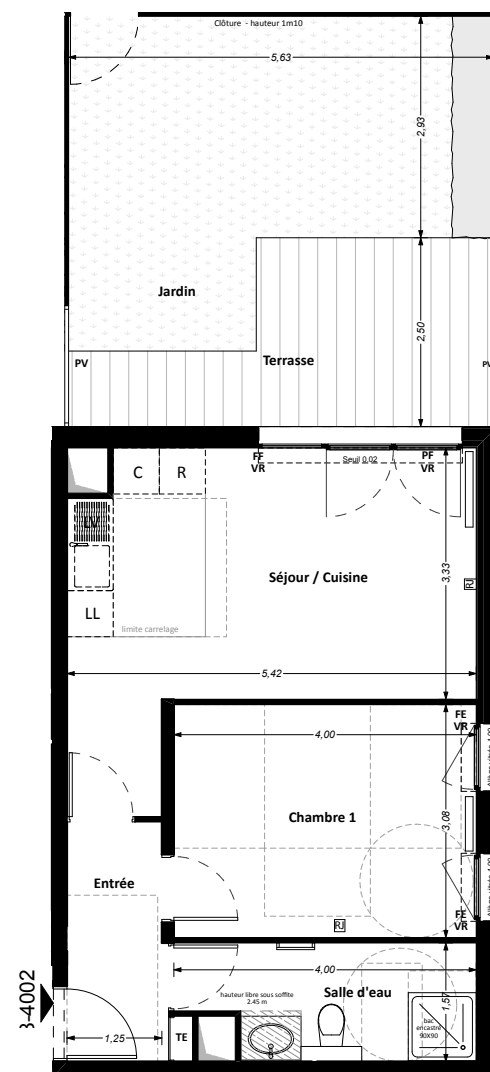 Clôture - hauteur 1m10
5,63
2,93
Jardin
2,50
Terrasse
PV
PV
FF
VR
Seuil 0.02
PF
VR
C
R
LV
Séjour / Cuisine
3,33
RJ
LL
limite carrelage
5,42
4,00
FE
VR
Chambre 1
3,08
Entrée
FE
VR
RJ
4,00
hauteur libre sous soffite
2.45 m
Salle d'eau
1,57
3-4002
1,25
TE
bac
encastré
90X90